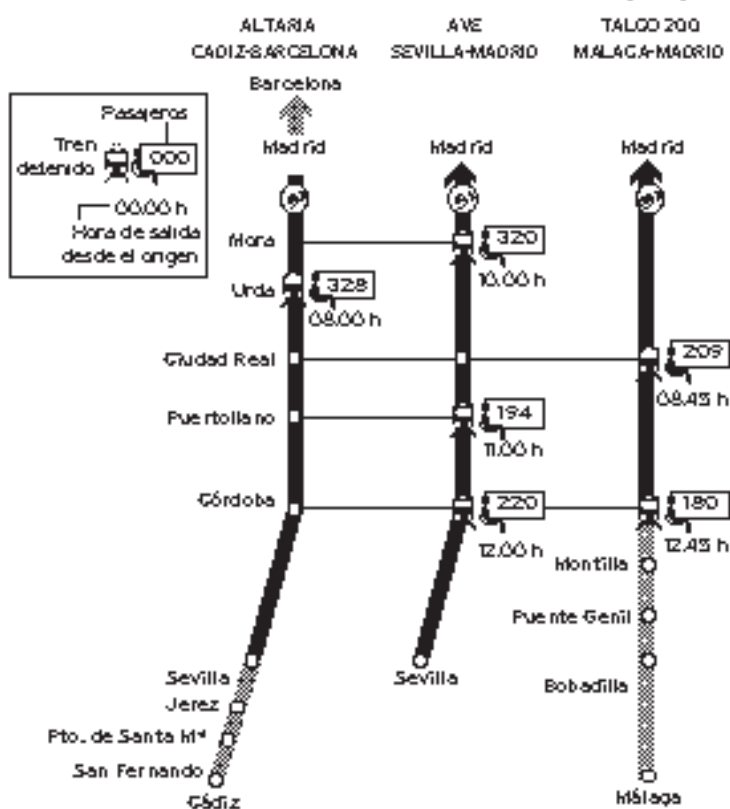 ALTARIA
CADIZ-BARCELONA
AVE
SEVILLA-MADRID
TALGO 200
MALAGA-MADRID
Barcelona
Pasajeros
Tren
detenido
000
00.00 h
Hora de salida
desde el origen
Madrid
Madrid
Madrid
Mora
320
10.00 h
Urda
328
08.00 h
Ciudad Real
209
08.45 h
Puertollano
194
11.00 h
Córdoba
220
12.00 h
180
12.45 h
Montilla
Puente Genil
Bobadilla
Sevilla
Sevilla
Jerez
Pto. de Santa Mª
San Fernando
Cádiz
Málaga